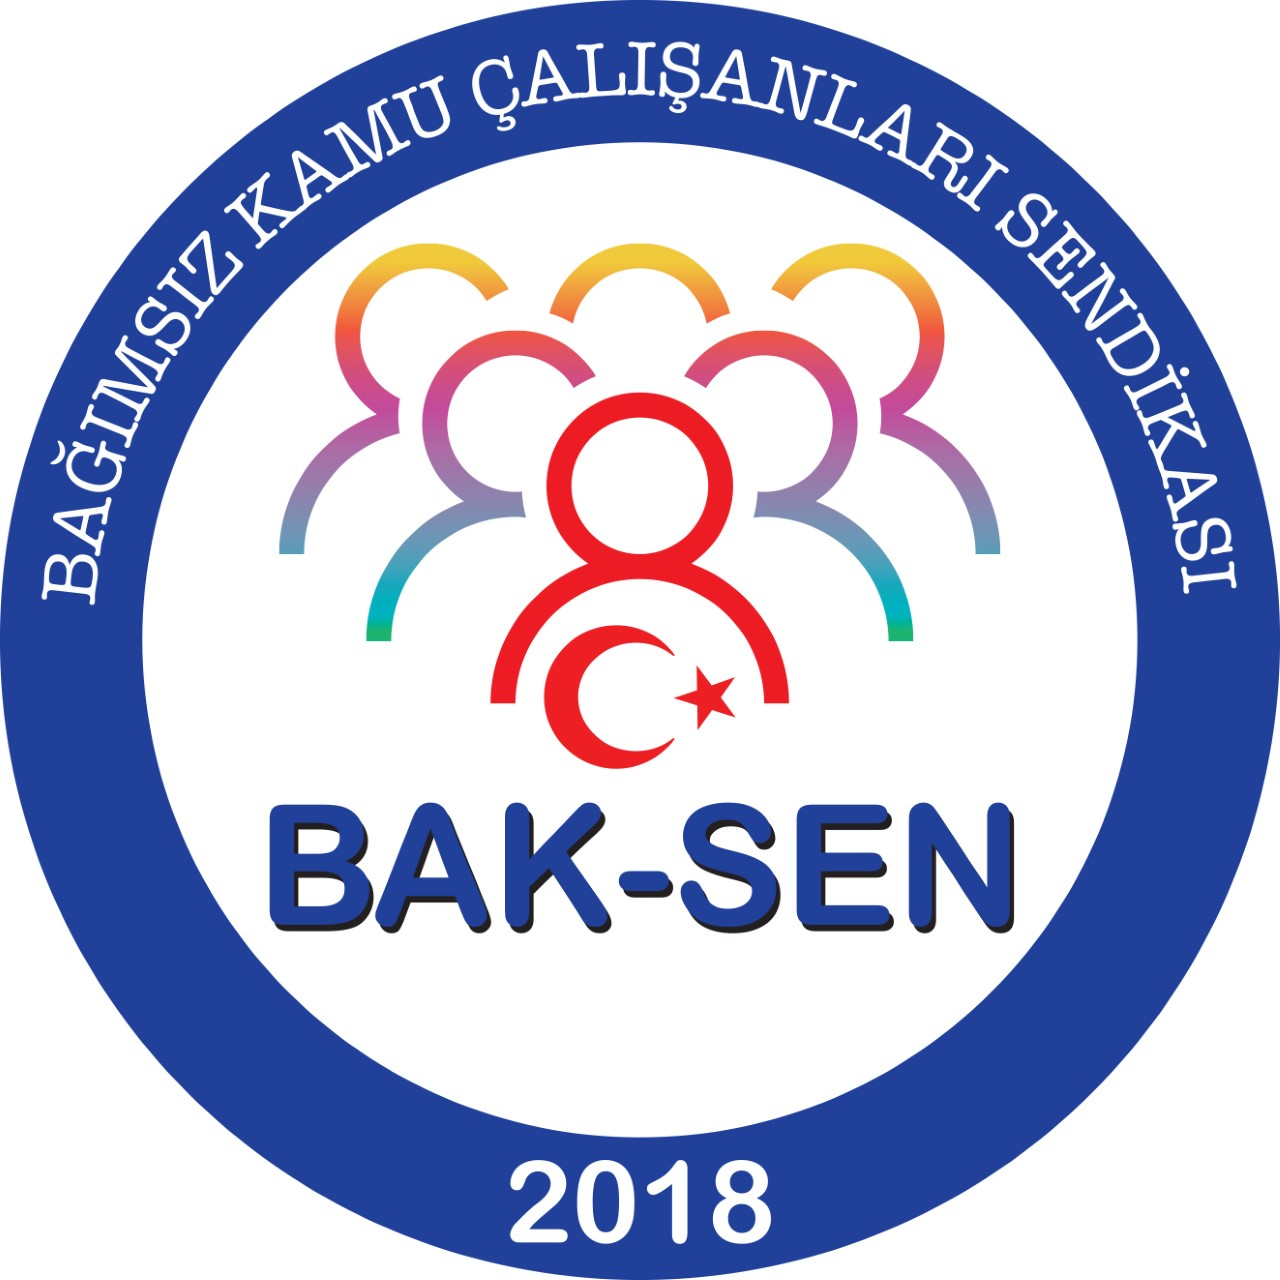 BAĞIMSIZ KAMU ÇALIŞANLARI SENDİKASI
BAK-SEN
2018